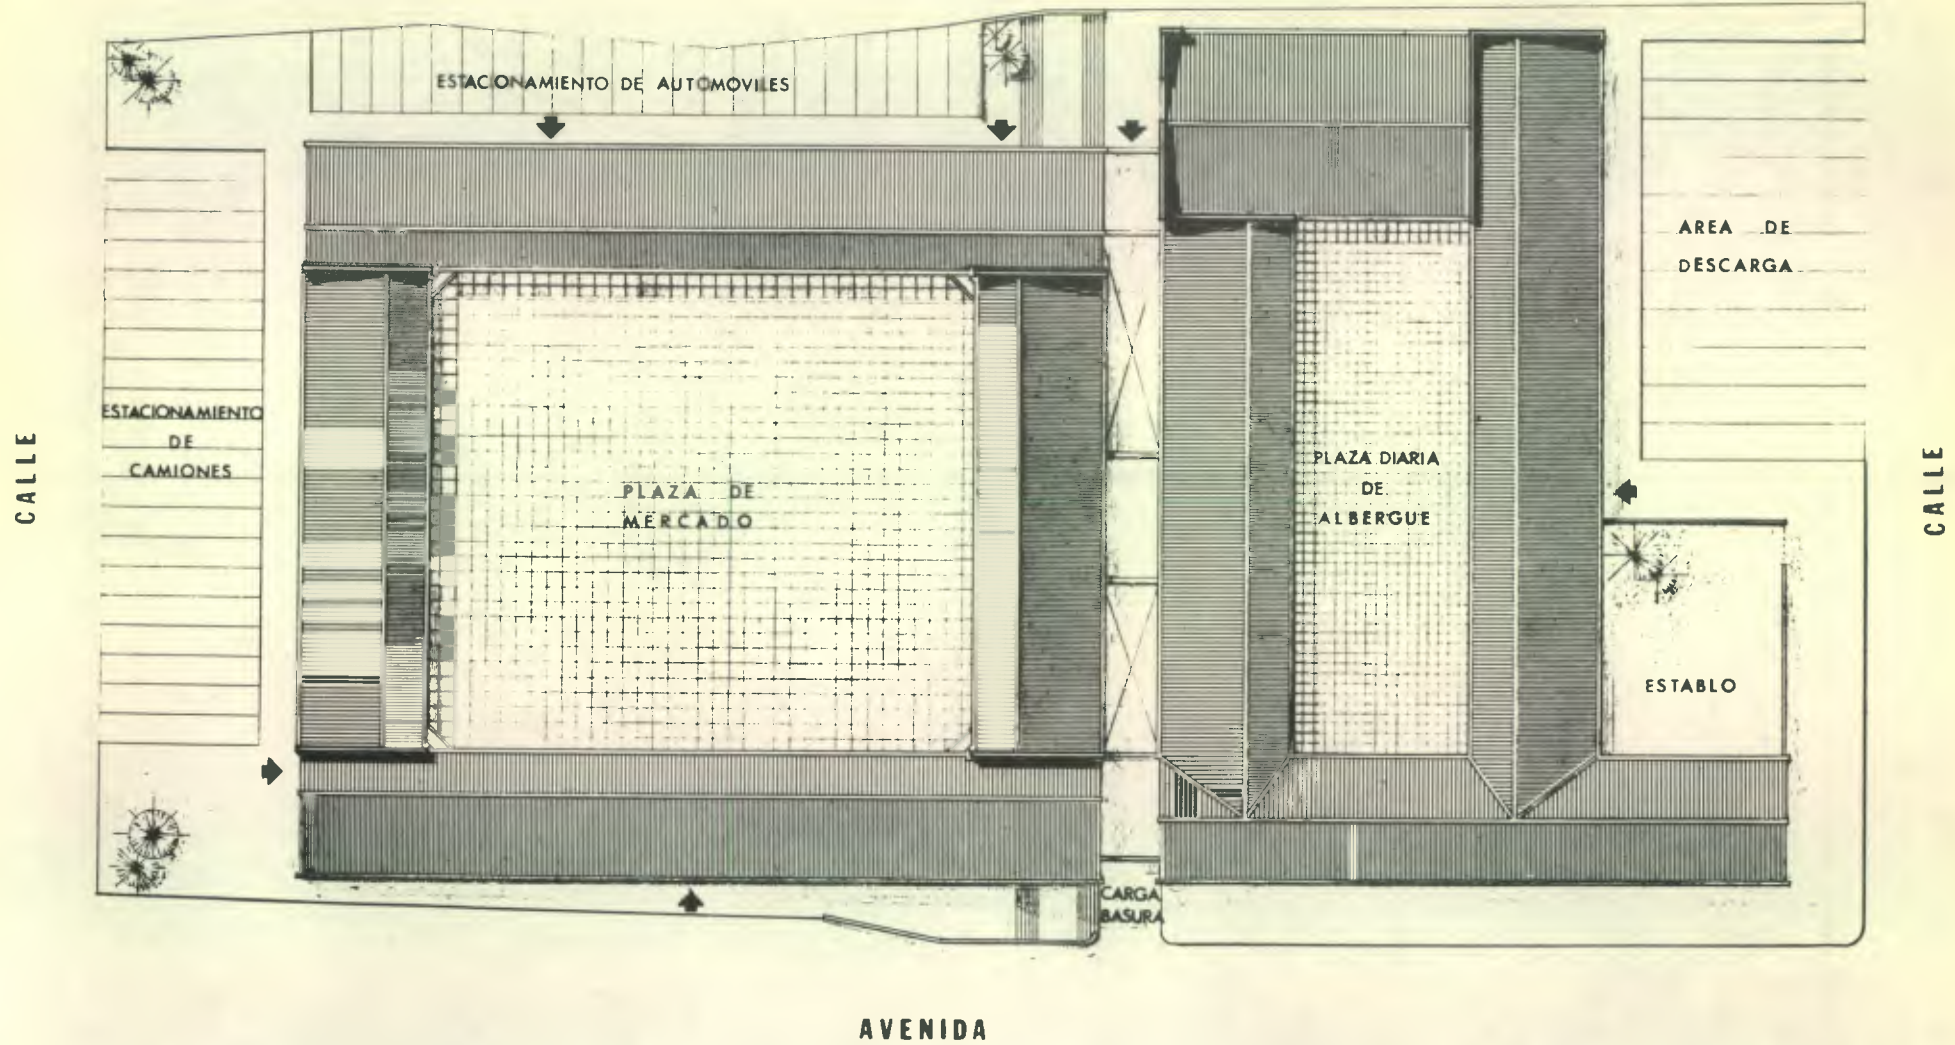 ESTACIONAMIENTO DE AUTOMOVILES
AREA DE
DESCARGA
ESTACIONAMIENTO
DE
CAMIONES
CALLE
PLAZA DE
MERCADO
PLAZA DIARIA
DE
ALBERGUE
CALLE
ESTABLO
CARGA
BASURA
AVENIDA